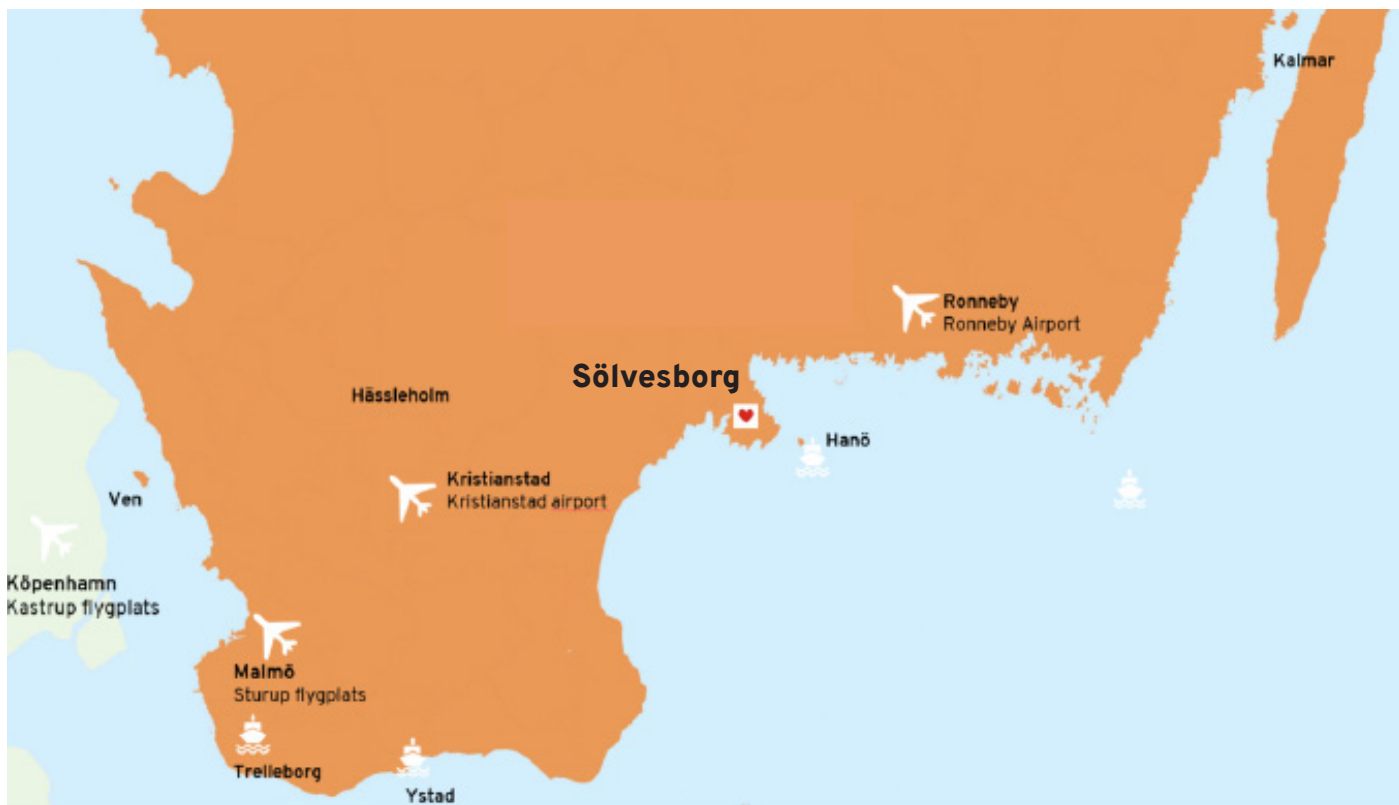 Kalmar
Ronneby
Ronneby Airport
Sölvesborg
Hässleholm
Hanö
Kristianstad
Kristianstad airport
Ven
Köpenhamn
Kastrup flygplats
Malmö
Sturup flygplats
Trelleborg
Ystad